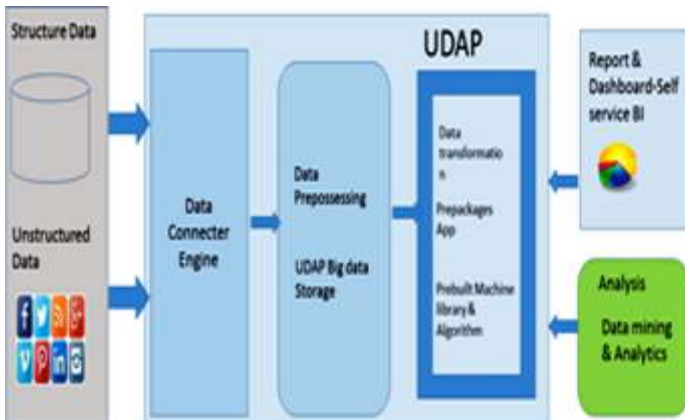 Structure Data
Unstructured
Data
UDAP
Data
Connecter
Engine
Data
Prepossessing
UDAP Big data
Storage
Data
transformatio
n
Prepackages
App
Prebuilt Machine
library &
Algorithm
Report &
Dashboard-Self
service BI
Analysis
Data mining
& Analytics